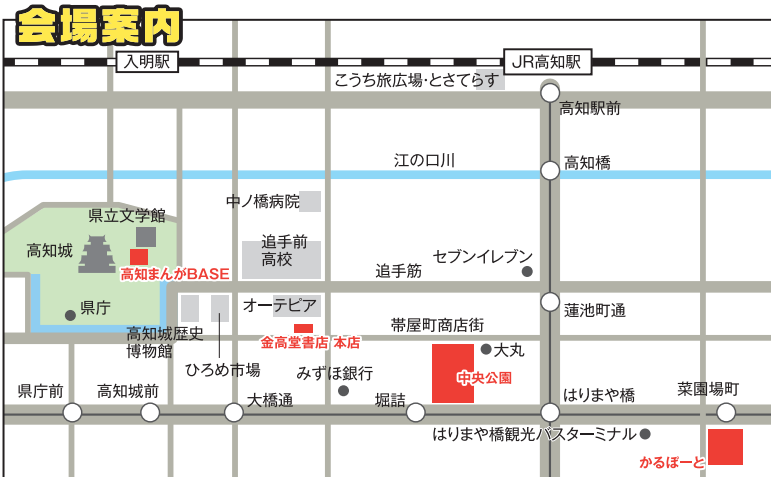 会場案内
入明駅
JR高知駅
こうち旅広場・とさてらす
高知駅前
江の口川
高知橋
中ノ橋病院
県立文学館
追手前
高校
高知城
セブンイレブン
高知まんがBASE
追手筋
県庁
オーテピア
蓮池町通
高知城歴史
博物館
金高堂書店 本店
帯屋町商店街
大丸
ひろめ市場
みずほ銀行
中央公園
県庁前
高知城前
大橋通
堀詰
はりまや橋
菜園場町
はりまや橋観光バスターミナル
かるぽーと